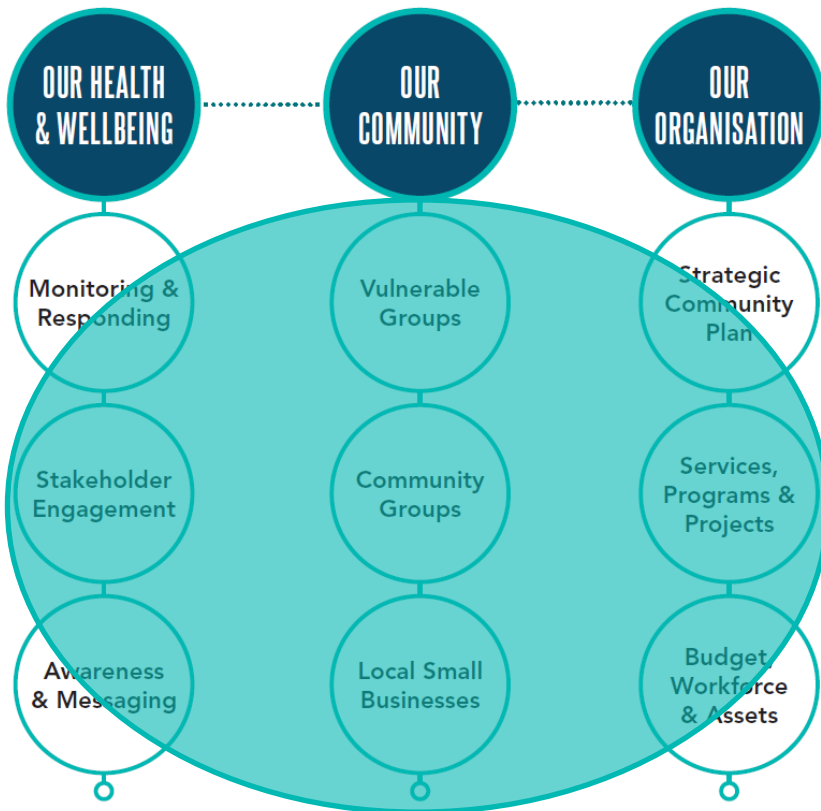 OUR HEALTH
& WELLBEING
OUR
COMMUNITY
OUR
ORGANISATION
Monitoring &
Responding
Vulnerable
Groups
Strategic
Community
Plan
Stakeholder
Engagement
Community
Groups
Services,
Programs &
Projects
Awareness
& Messaging
Local Small
Businesses
Budget,
Workforce
& Assets